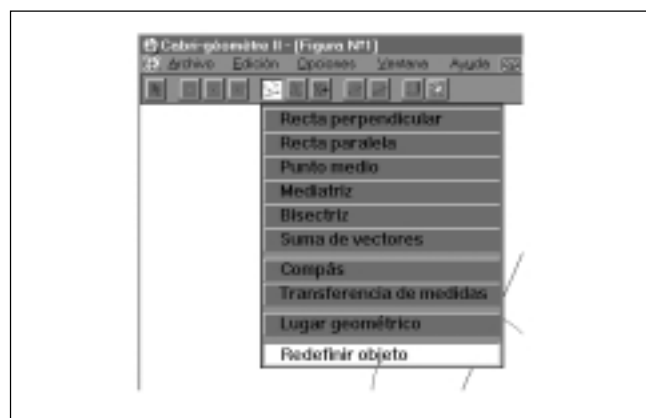 Cabri-géomètre II - [Figura Nº1]
Archivo Edición Opciones Ventana Ayuda
Recta perpendicular
Recta paralela
Punto medio
Mediatriz
Bisectriz
Suma de vectores
Compás
Transferencia de medidas
Lugar geométrico
Redefinir objeto